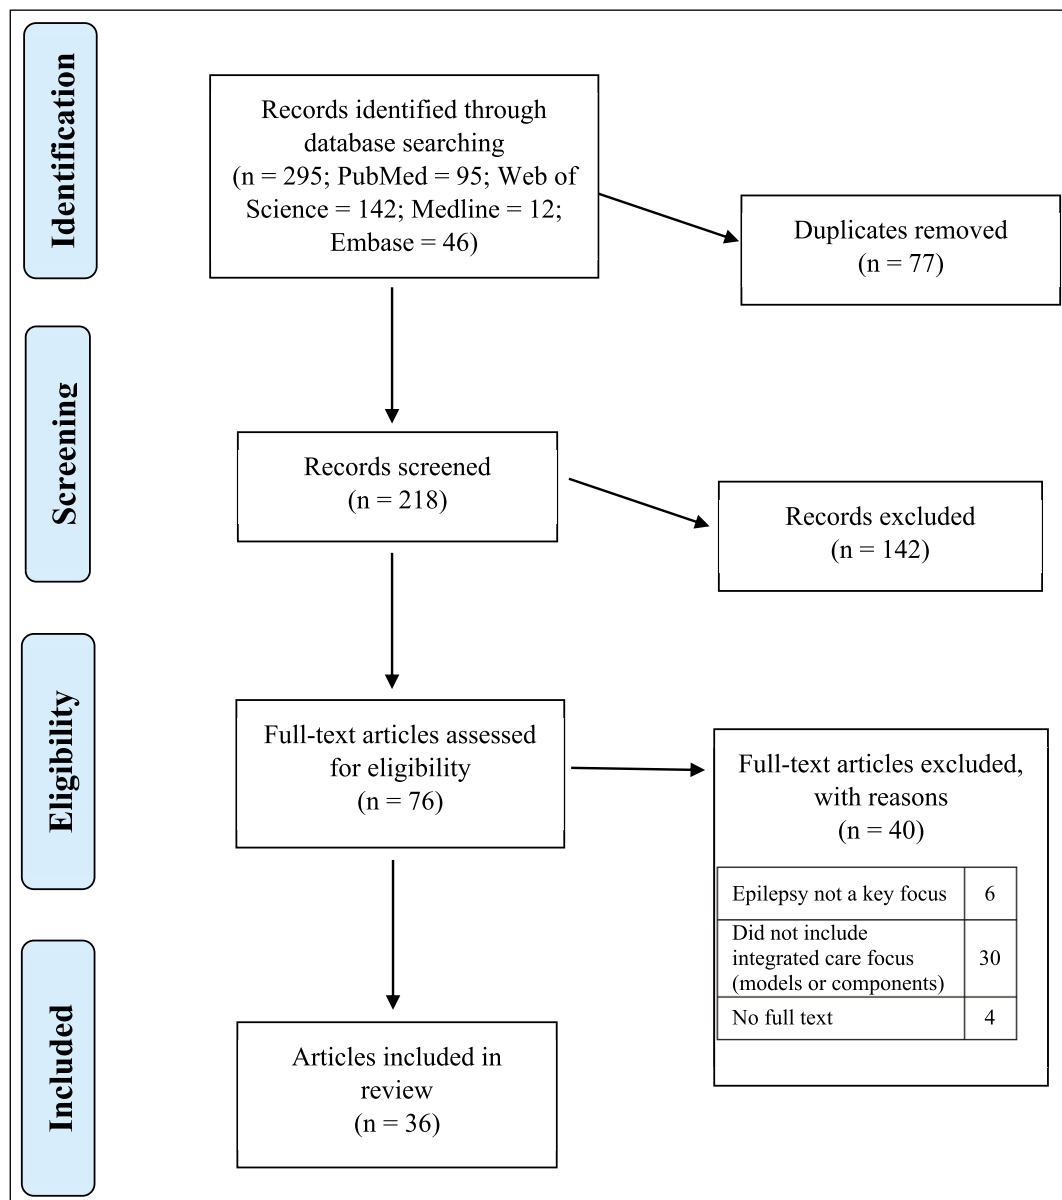 Identification
Records identified through
database searching
(n = 295; PubMed = 95; Web of
Science = 142; Medline = 12;
Embase = 46)
Duplicates removed
(n = 77)
Screening
Records screened
(n = 218)
Records excluded
(n = 142)
Eligibility
Full-text articles assessed
for eligibility
(n = 76)
Full-text articles excluded,
with reasons
(n = 40)
Epilepsy not a key focus 6
Did not include
integrated care focus 30
(models or components)
No full text 4
Included
Articles included in
review
(n = 36)